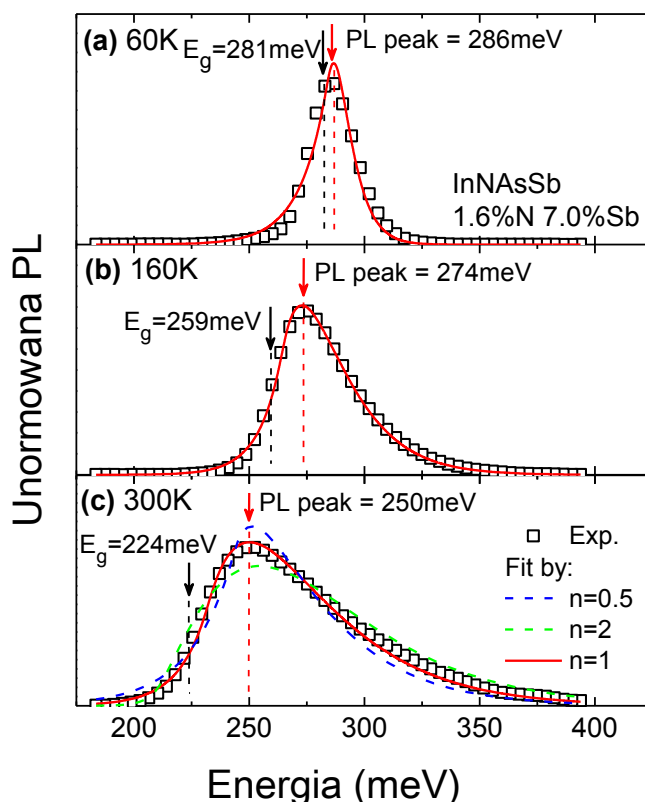 (a) 60K
E_g=281meV
PL peak = 286meV
InNAsSb
1.6%N 7.0%Sb
(b) 160K
PL peak = 274meV
E_g=259meV
(c) 300K
PL peak = 250meV
E_g=224meV
Exp.
Fit by:
n=0.5
n=2
n=1
Unormowana PL
200 250 300 350 400
Energia (meV)